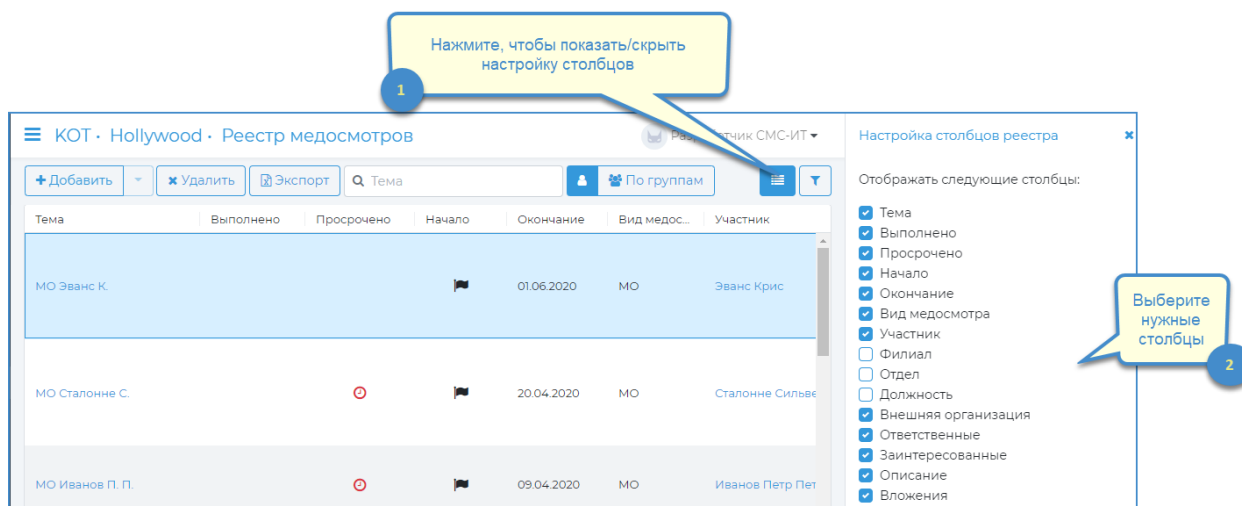 Нажмите, чтобы показать/скрыть
настройку столбцов
1
КОТ · Hollywood · Реестр медосмотров
СМС-ИТ
Настройка столбцов реестра
Добавить
Удалить
Экспорт
Тема
По группам
Отображать следующие столбцы:
Тема Выполнено Просрочено Начало Окончание Вид медос... Участник
МО Эванс К. 01.06.2020 МО Эванс Крис
МО Сталонне С. 20.04.2020 МО Сталонне Сильве
МО Иванов П. П. 09.04.2020 МО Иванов Петр Пет
Тема
Выполнено
Просрочено
Начало
Окончание
Вид медосмотра
Участник
Филиал
Отдел
Должность
Внешняя организация
Ответственные
Заинтересованные
Описание
Вложения
Выберите
нужные
столбцы
2